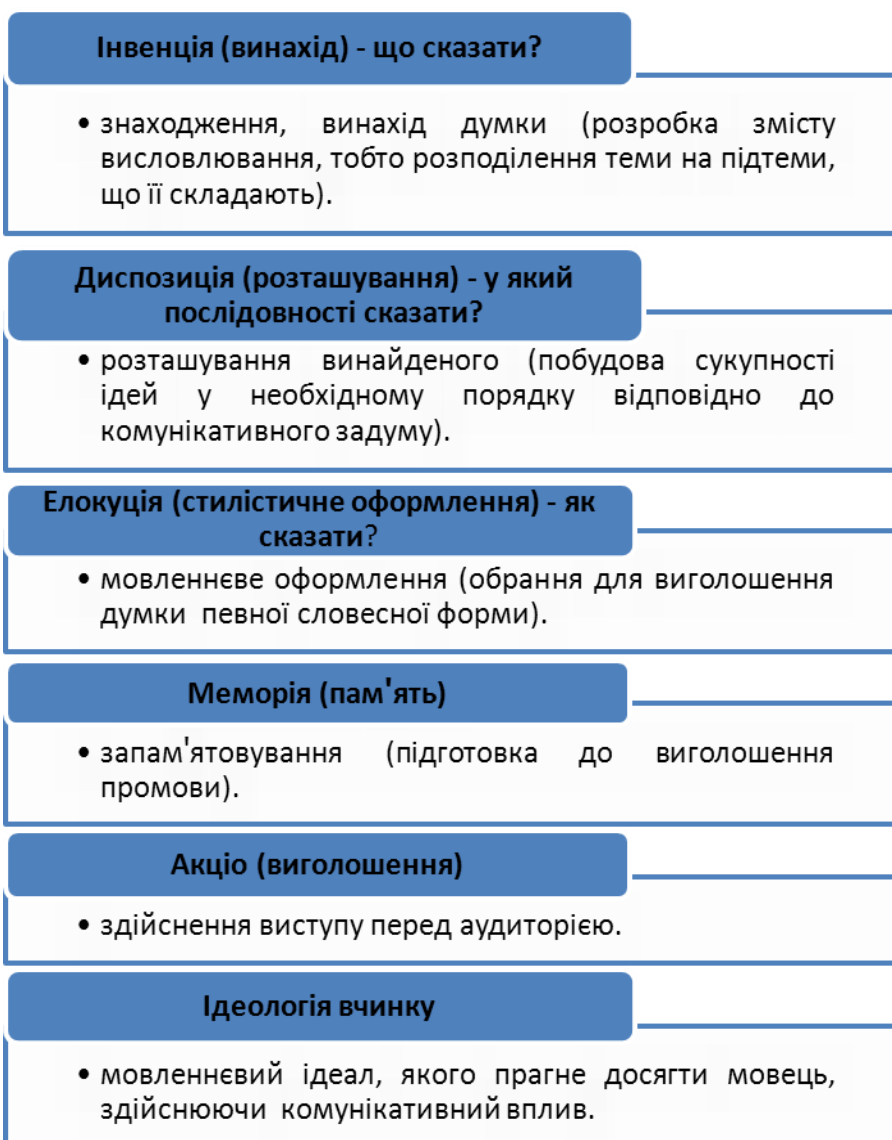 Інвенція (винахід) - що сказати?
• знаходження, винахід думки (розробка змісту
висловлювання, тобто розподілення теми на підтеми,
що її складають).
Диспозиція (розташування) - у який
послідовності сказати?
• розташування винайденого (побудова сукупності
ідей у необхідному порядку відповідно до
комунікативного задуму).
Елокуція (стилістичне оформлення) - як
сказати?
• мовленнєве оформлення (обрання для виголошення
думки певної словесної форми).
Меморія (пам'ять)
• запам'ятовування (підготовка до виголошення
промови).
Акціо (виголошення)
• здійснення виступу перед аудиторією.
Ідеологія вчинку
• мовленнєвий ідеал, якого прагне досягти мовець,
здійснюючи комунікативний вплив.